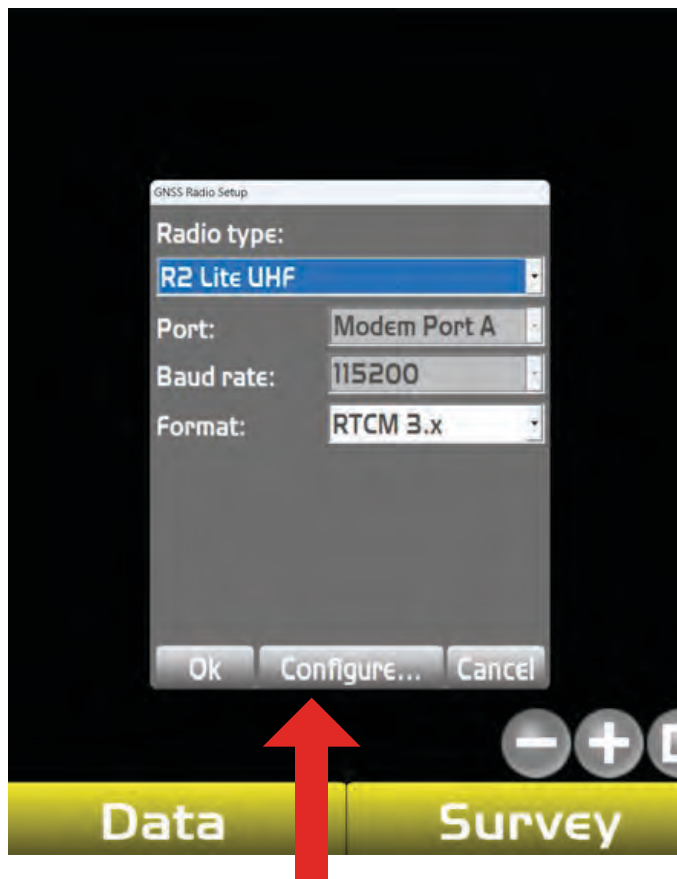 GNSS Radio Setup
Radio type:
R2 Lite UHF
Port: Modem Port A
Baud rate: 115200
Format: RTCM 3.x
Ok Configure... Cancel
Data Survey